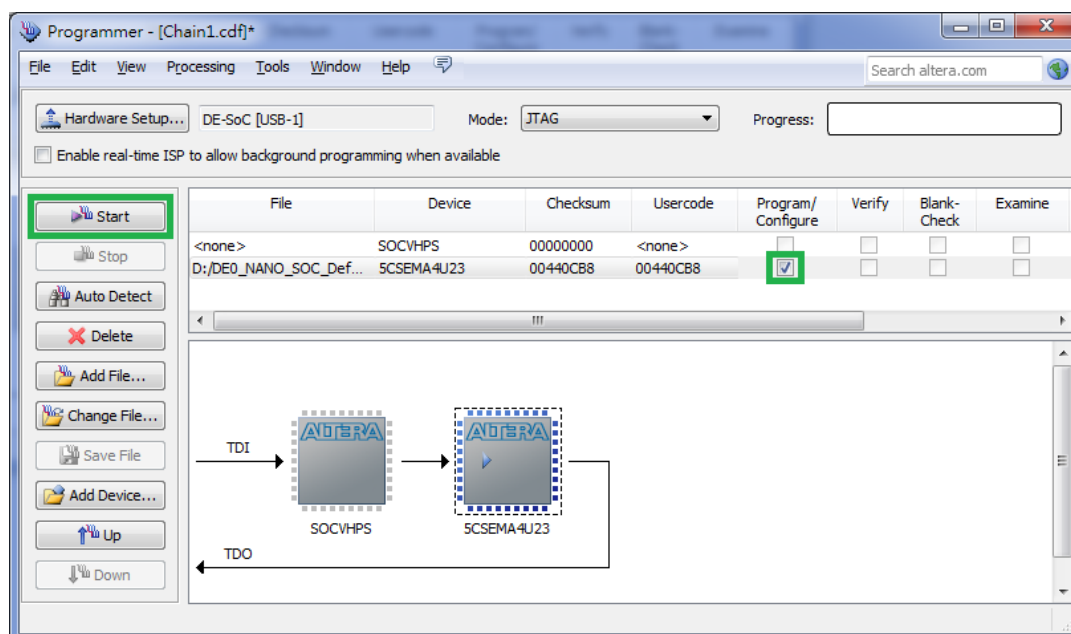 Programmer - [Chain1.cdf]*
File Edit View Processing Tools Window Help
Search altera.com
Hardware Setup... DE-SoC [USB-1] Mode: JTAG Progress:
Enable real-time ISP to allow background programming when available
Start
Stop
Auto Detect
Delete
Add File...
Change File...
Save File
Add Device...
Up
Down
File Device Checksum Usercode Program/
Configure Verify Blank-
Check Examine
<none> SOCVHPS 00000000 <none>
D:/DE0_NANO_SOC_Def... 5CSEMA4U23 00440CB8 00440CB8
TDI
ALTERA
ALTERA
SOCVHPS
5CSEMA4U23
TDO